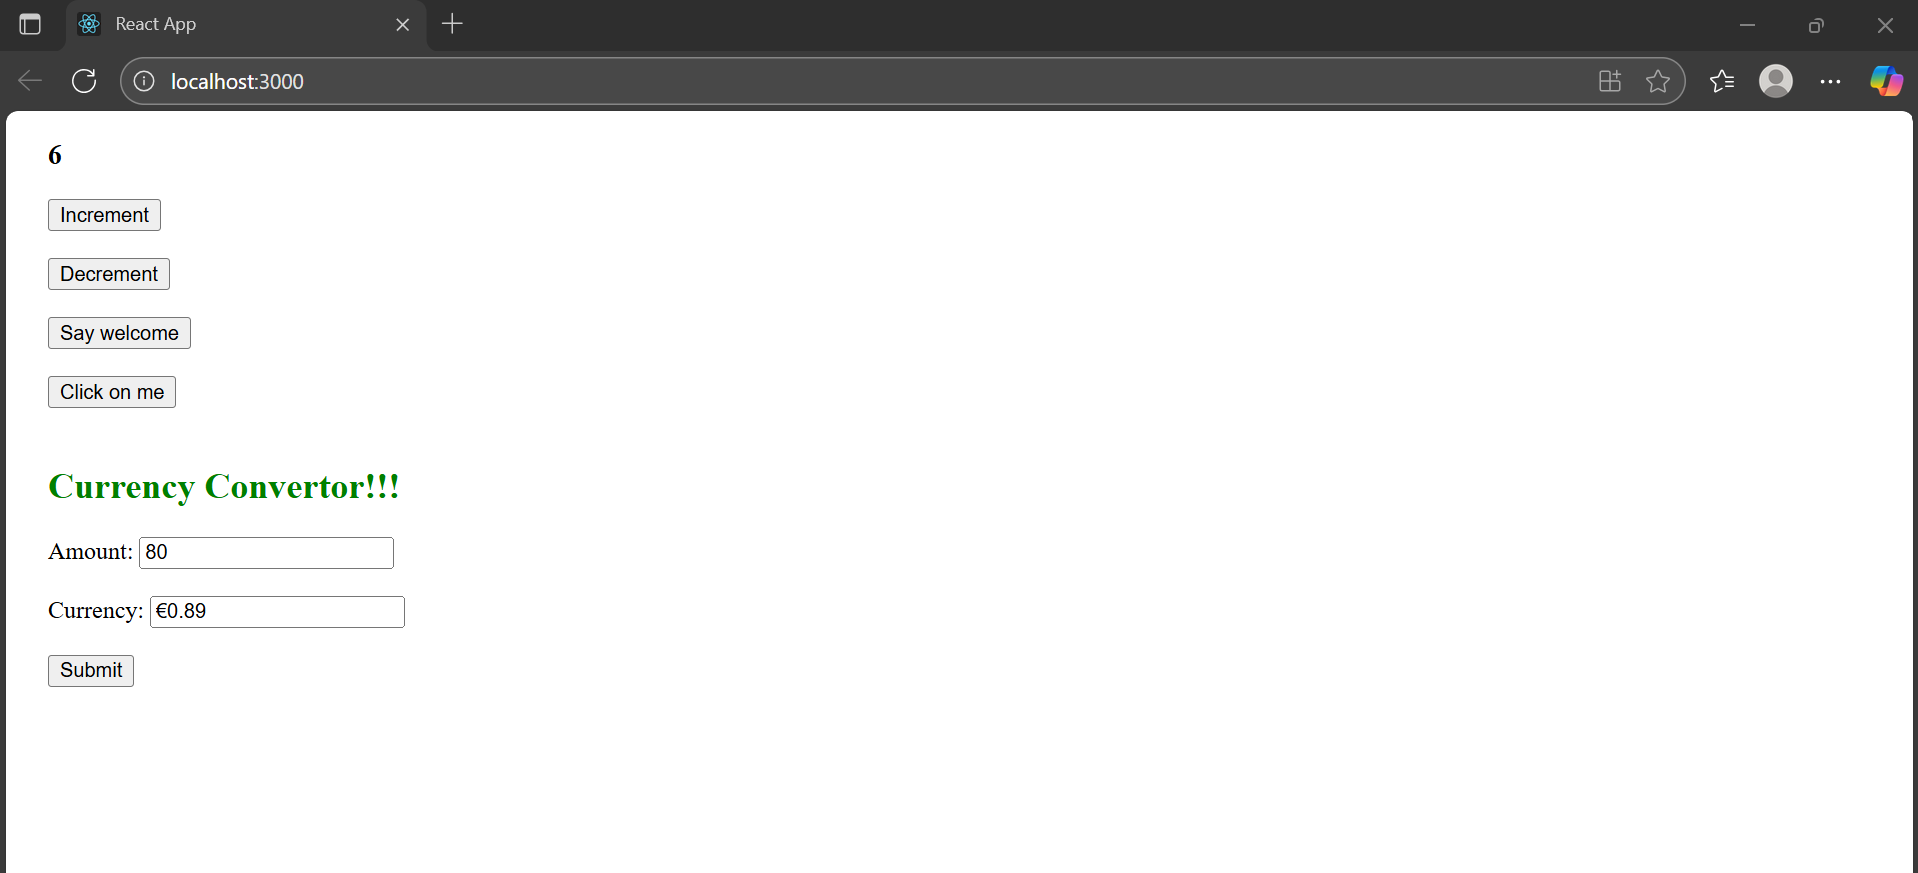 React App
localhost:3000
6
Increment
Decrement
Say welcome
Click on me
Currency Convertor!!!
Amount: 80
Currency: €0.89
Submit